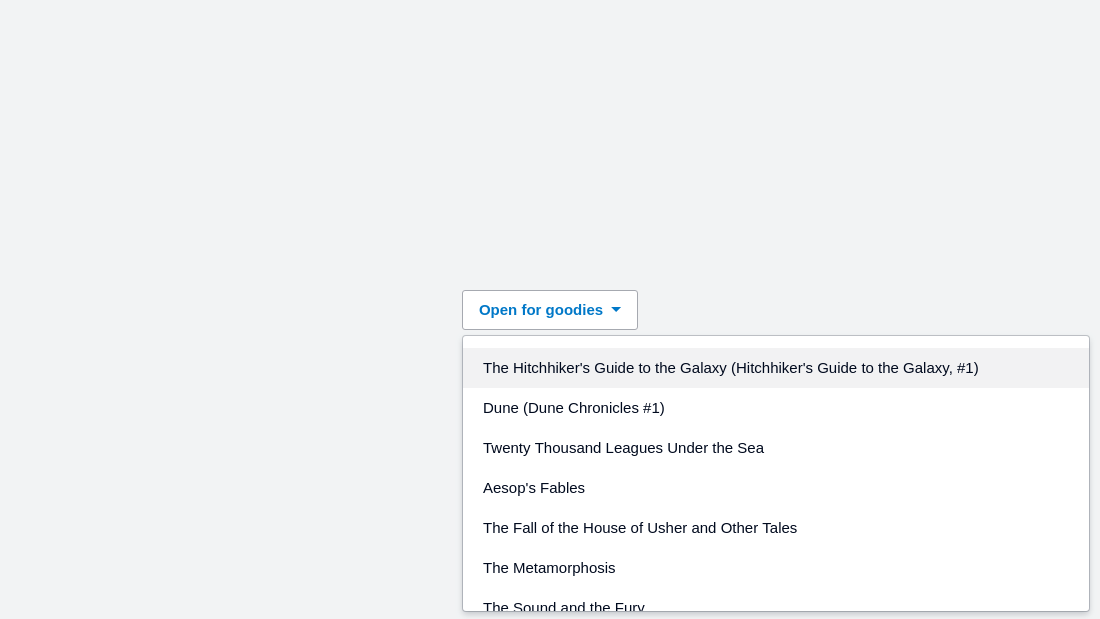 Open for goodies
The Hitchhiker's Guide to the Galaxy (Hitchhiker's Guide to the Galaxy, #1)
Dune (Dune Chronicles #1)
Twenty Thousand Leagues Under the Sea
Aesop's Fables
The Fall of the House of Usher and Other Tales
The Metamorphosis
The Sound and the Fury